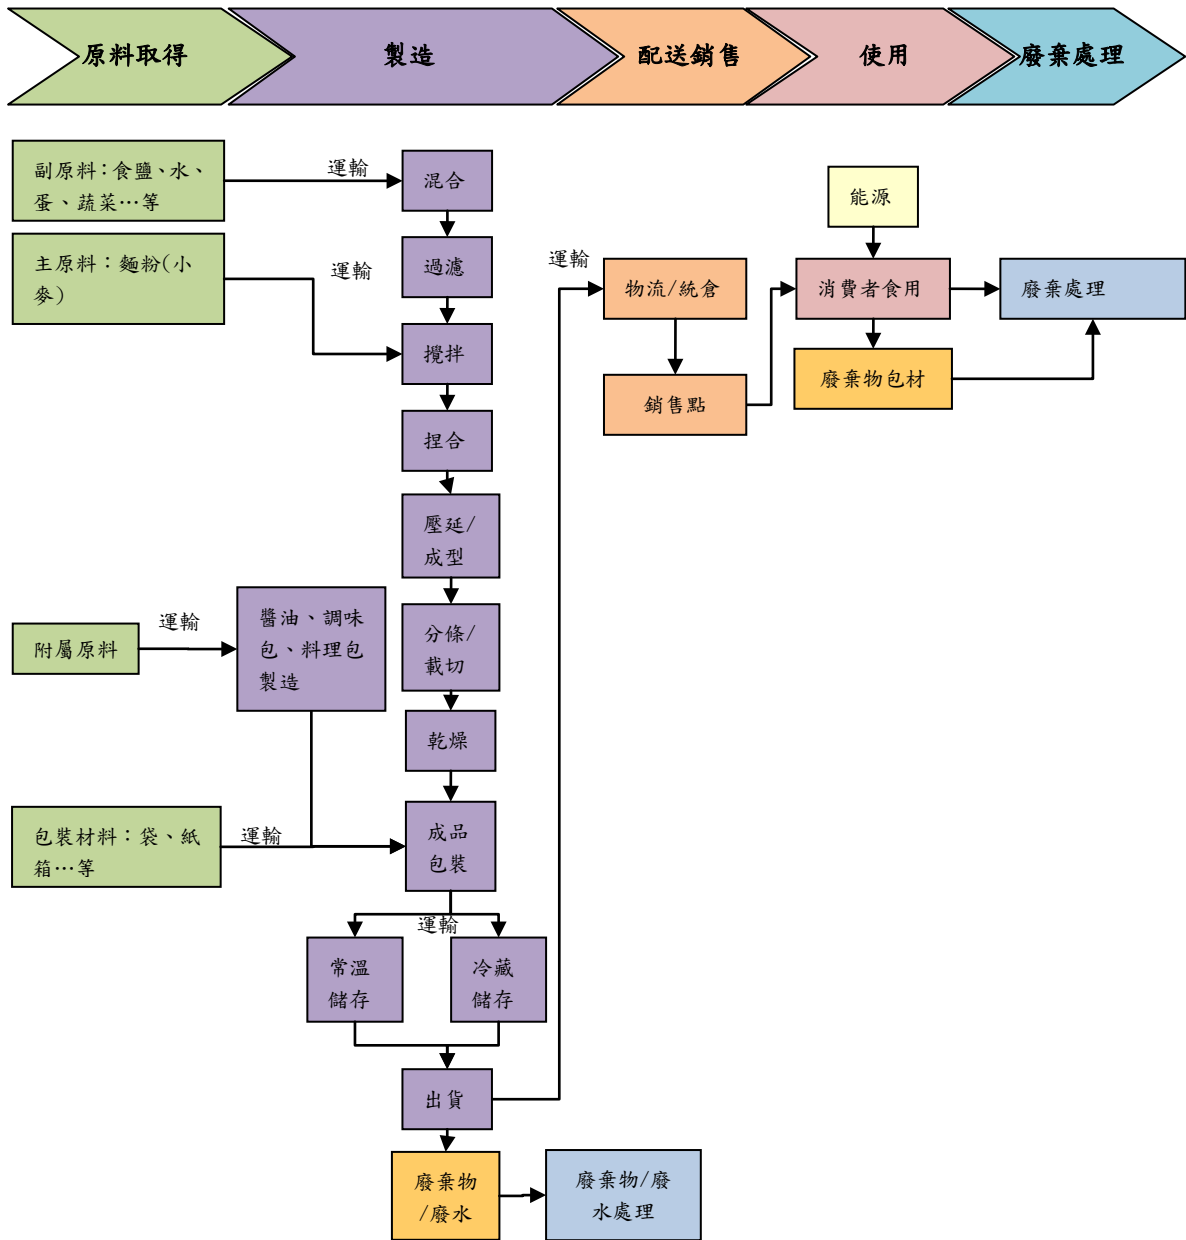 原料取得
製造
配送銷售
使用
廢棄處理
副原料：食鹽、水、
蛋、蔬菜…等
運輸
混合
能源
主原料：麵粉(小
麥)
運輸
過濾
運輸
物流/統倉
消費者食用
廢棄處理
攪拌
銷售點
廢棄物包材
捏合
壓延/
成型
附屬原料
運輸
醬油、調味
包、料理包
製造
分條/
載切
乾燥
包裝材料：袋、紙
箱…等
運輸
成品
包裝
運輸
常溫
儲存
冷藏
儲存
出貨
廢棄物
/廢水
廢棄物/廢
水處理